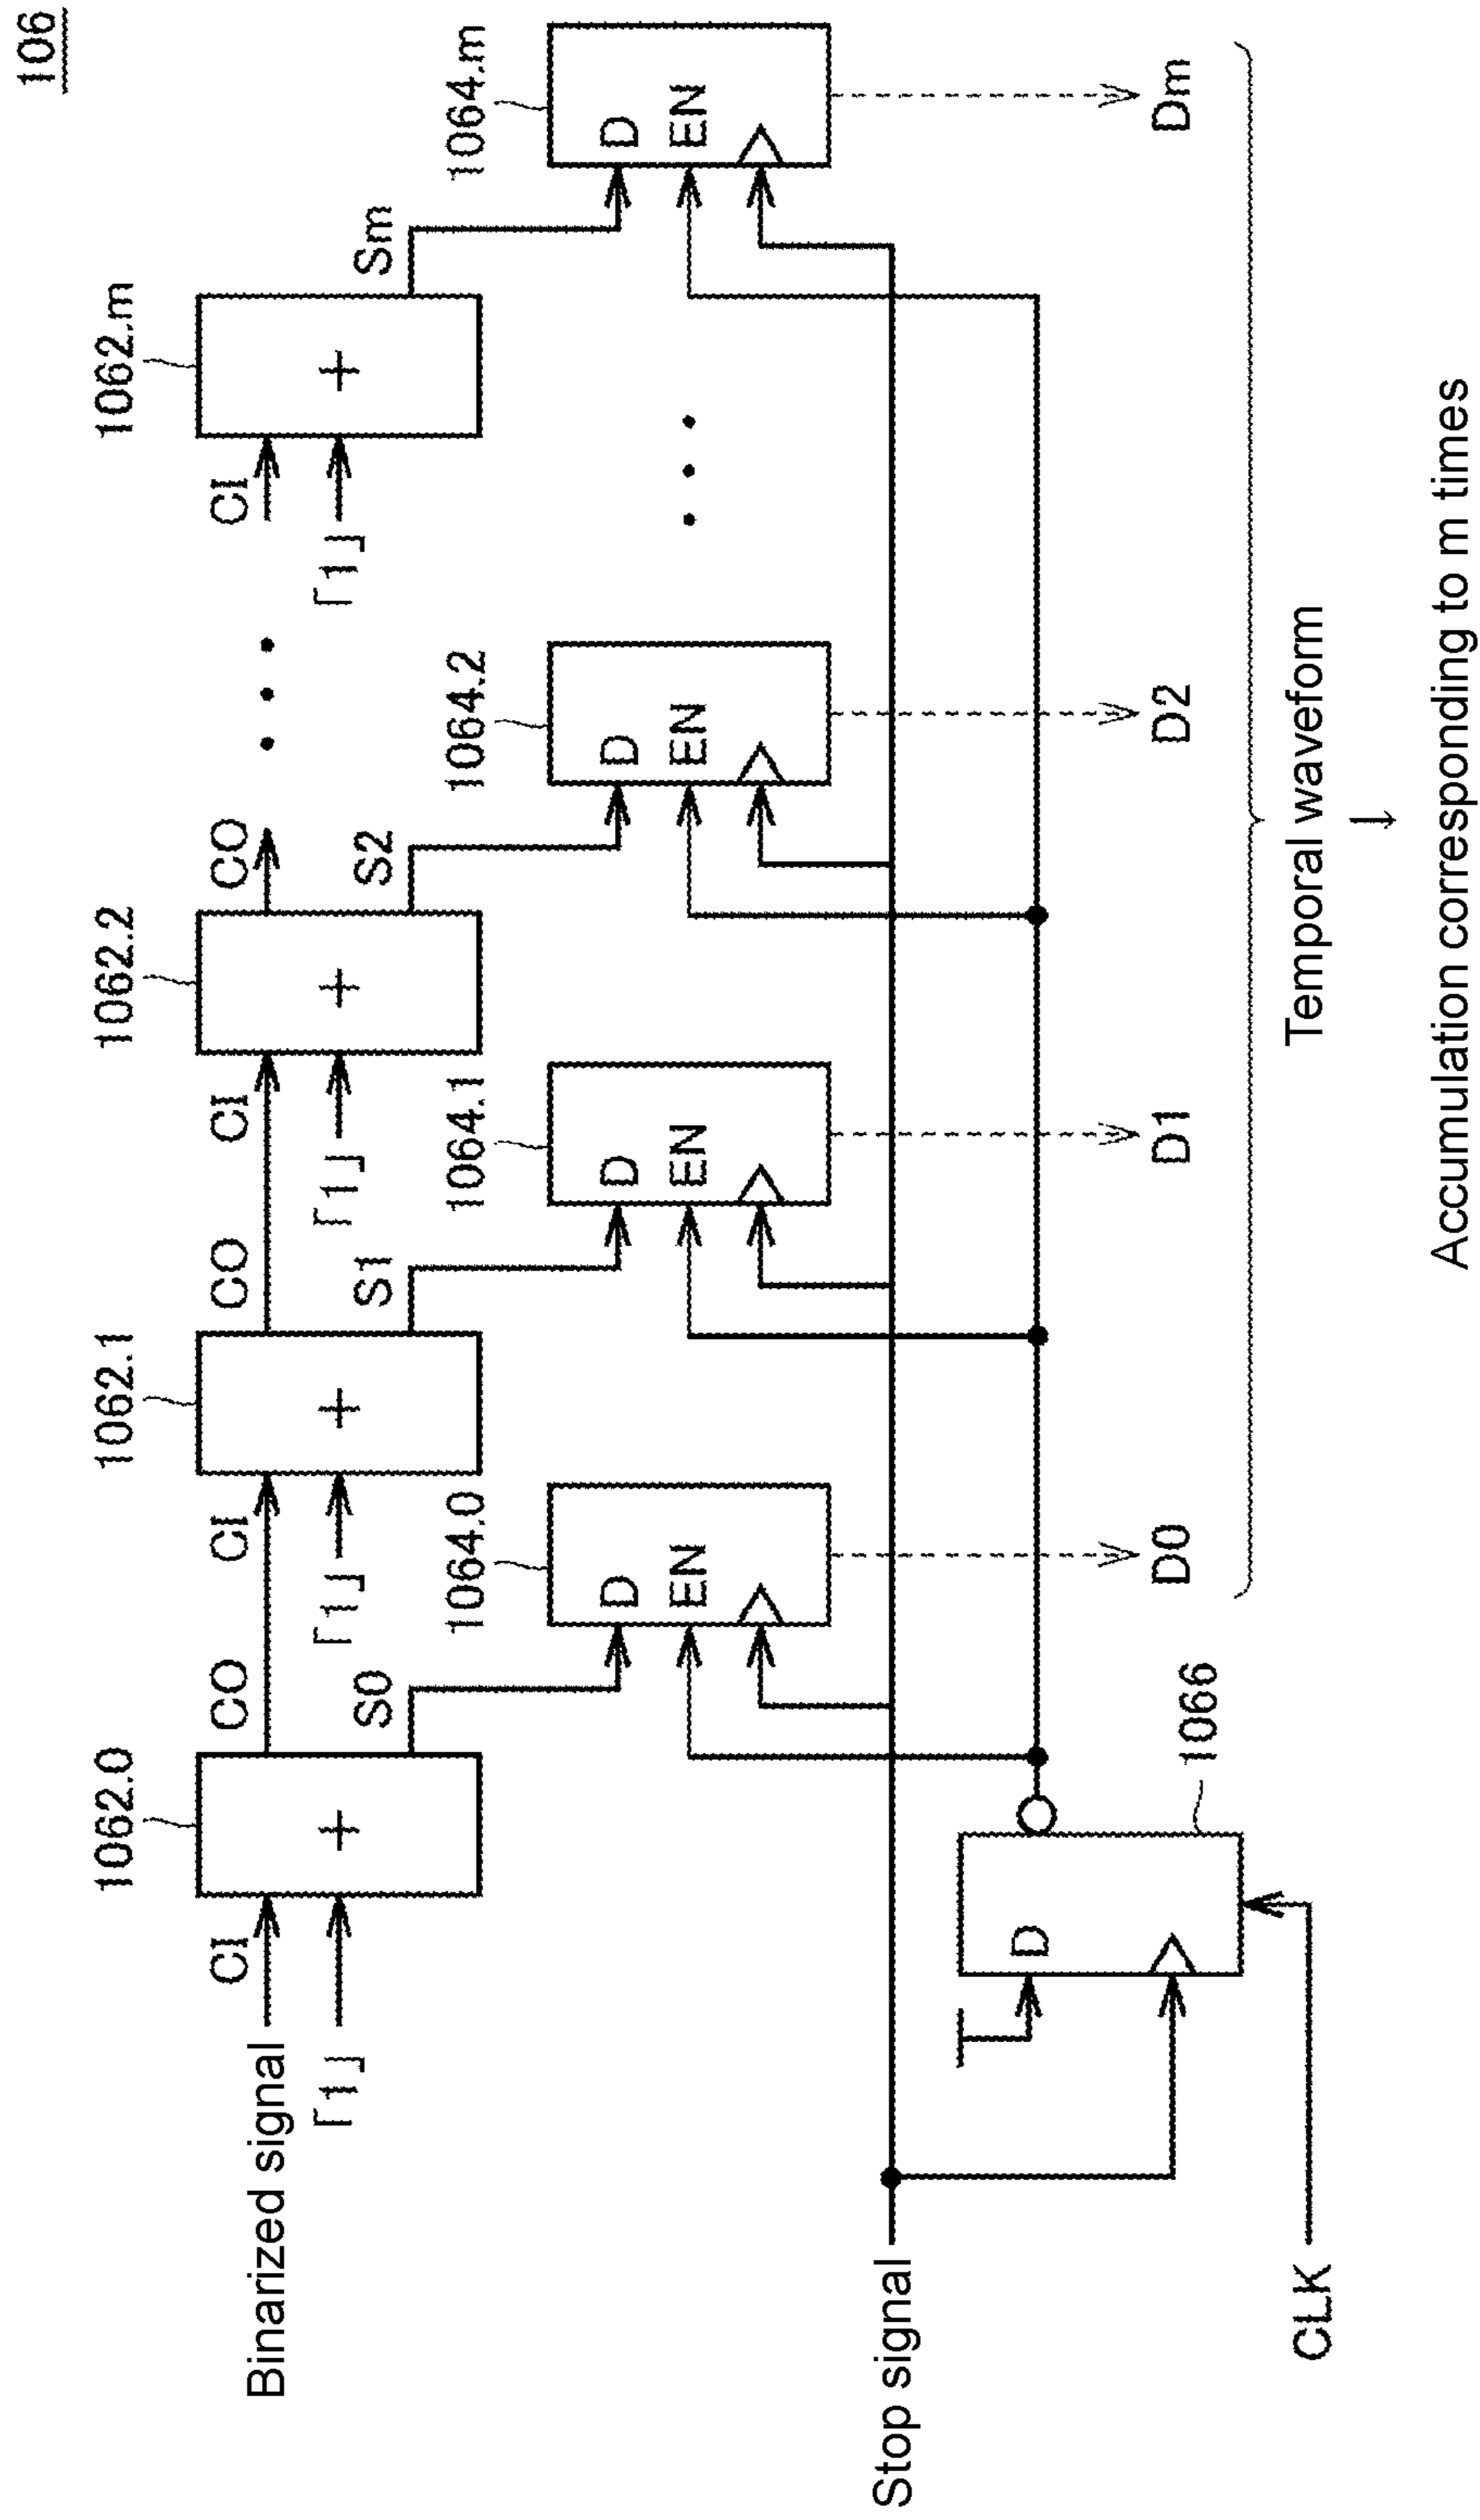 106
1062.0
1062.1
1062.2
1062.m
Binarized signal
CI
CO
CI
CO
CI
CO
CI
「1」
+
「1」
+
「1」
+
「1」
+
S0
S1
S2
Sm
1064.0
1064.1
1064.2
1064.m
D
EN
D
EN
D
EN
D
EN
Stop signal
D
1066
CLK
D0
D1
D2
Dm
Temporal waveform
↓
Accumulation corresponding to m times